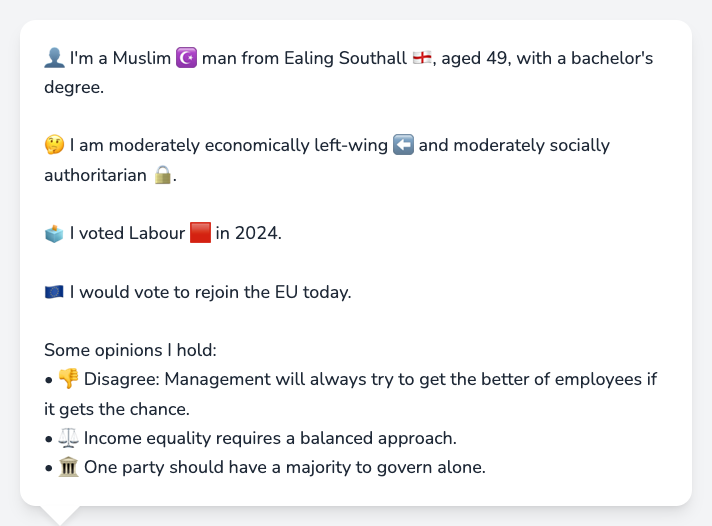 👤 I'm a Muslim ☪️ man from Ealing Southall 🏴󠁧󠁢󠁥󠁮󠁧󠁿, aged 49, with a bachelor's
degree.
🤔 I am moderately economically left-wing ⬅️ and moderately socially
authoritarian 🔒.
🗳️ I voted Labour 🟥 in 2024.
🇪🇺 I would vote to rejoin the EU today.
Some opinions I hold:
• 👎 Disagree: Management will always try to get the better of employees if
it gets the chance.
• ⚖️ Income equality requires a balanced approach.
• 🏛️ One party should have a majority to govern alone.